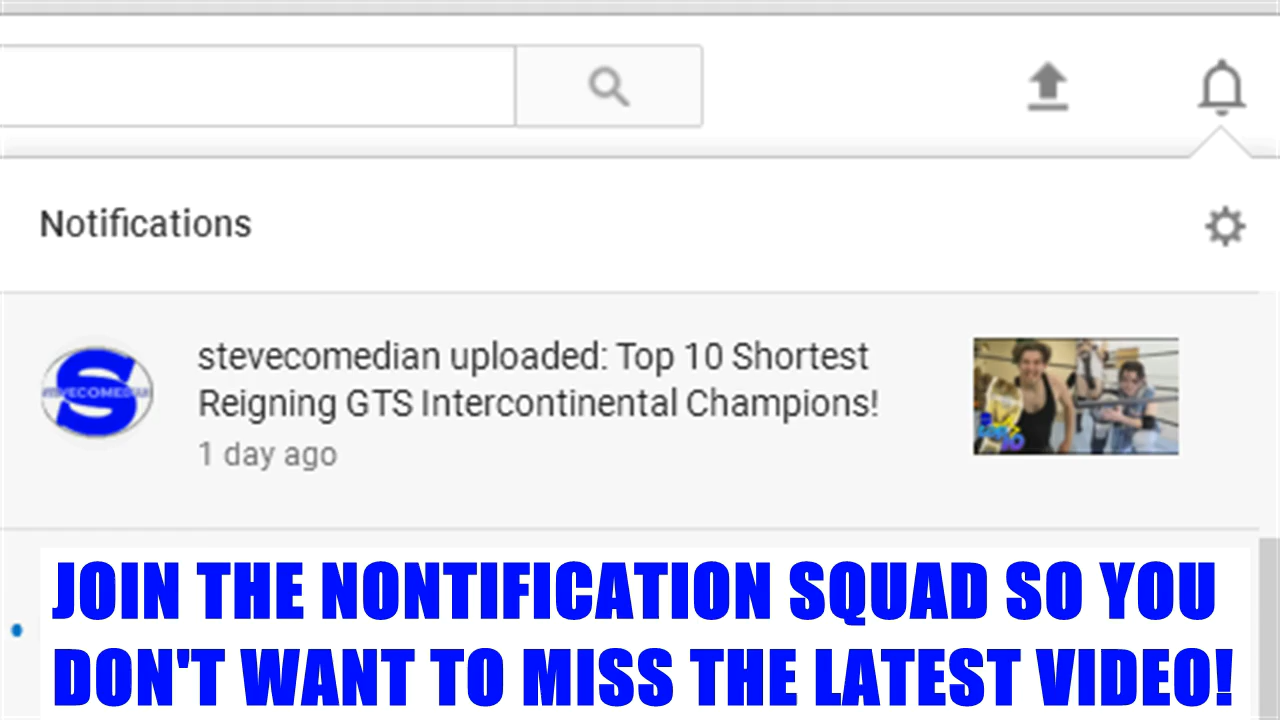 Notifications
stevecomedian uploaded: Top 10 Shortest
Reigning GTS Intercontinental Champions!
STEVECOMEDIAN
1 day ago
JOIN THE NONTIFICATION SQUAD SO YOU
DON'T WANT TO MISS THE LATEST VIDEO!